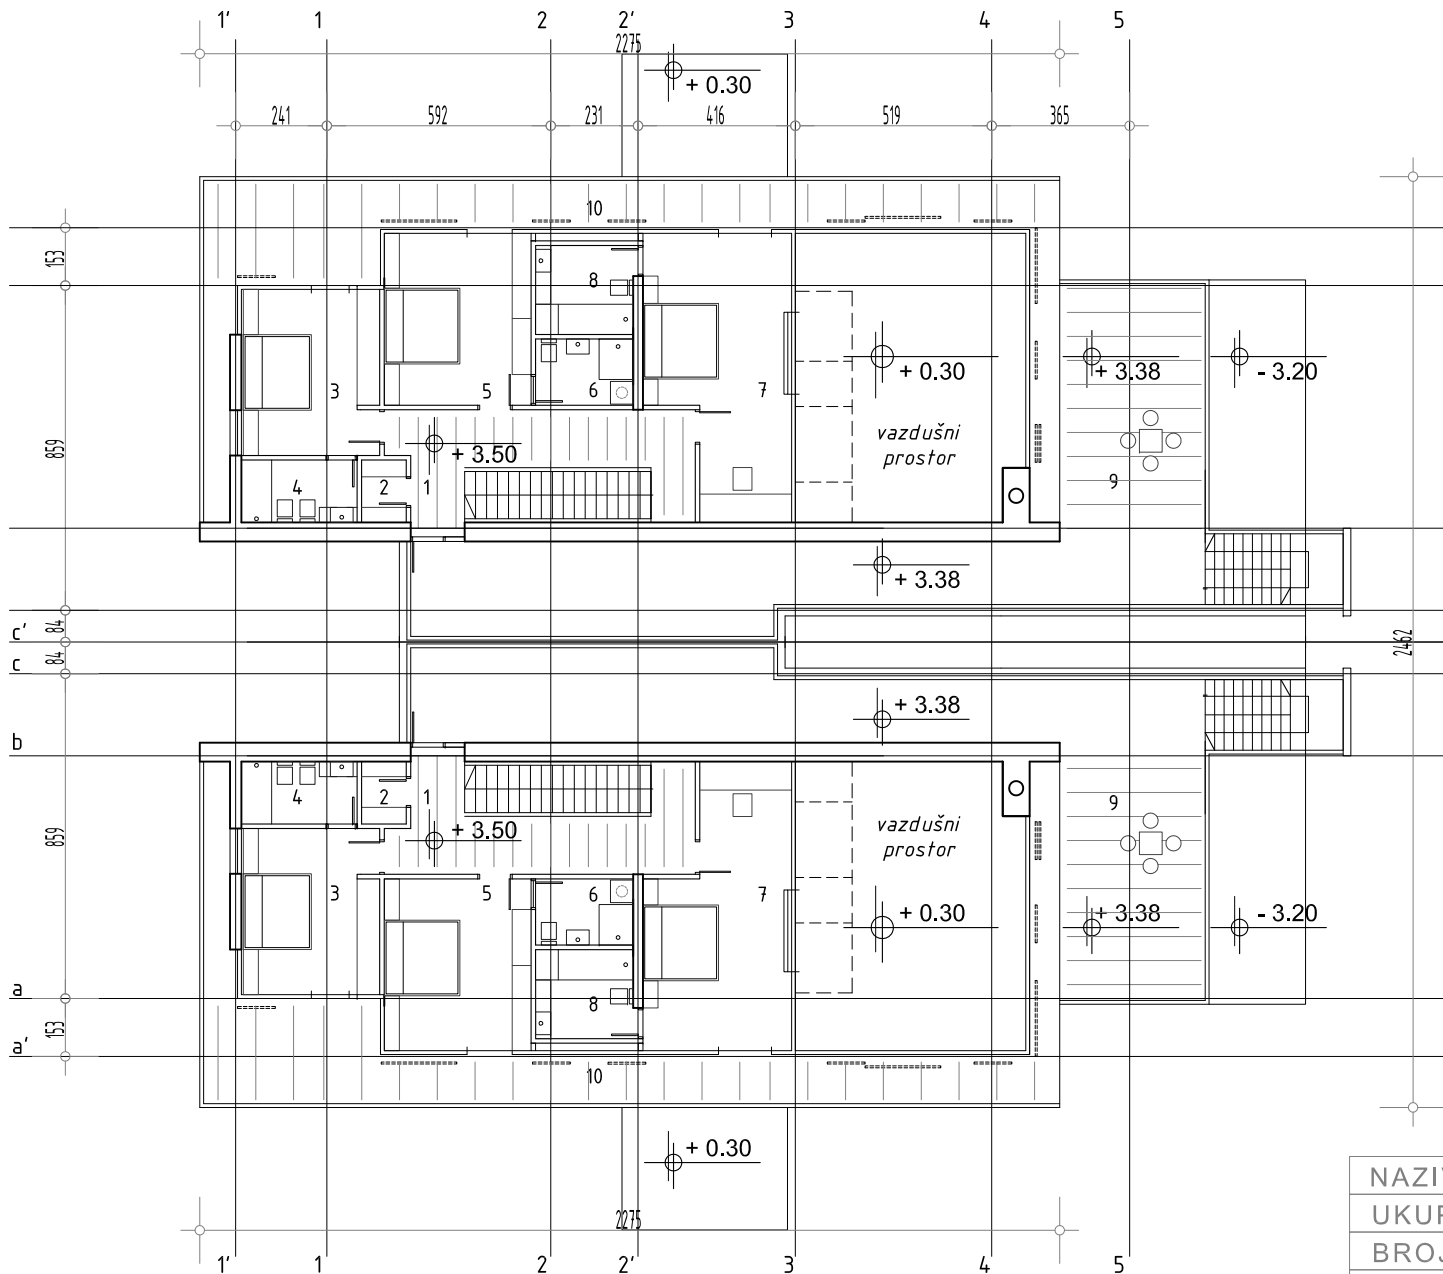 1' 1 2 2' 3 4 5
2275
+ 0.30
241 592 231 416 519 365
10
153
8
3 5 6 7
+ 0.30 + 3.38 - 3.20
859
vazdušni
prostor
+ 3.50
4 2 1 9
+ 3.38
84
c'
84
c
2462
+ 3.38
b
4 2 1 9
+ 3.50
vazdušni
prostor
859
3 5 6 7
+ 0.30 + 3.38 - 3.20
a
8
153
a'
10
+ 0.30
NAZI
UKU
BRO
2275
1' 1 2 2' 3 4 5